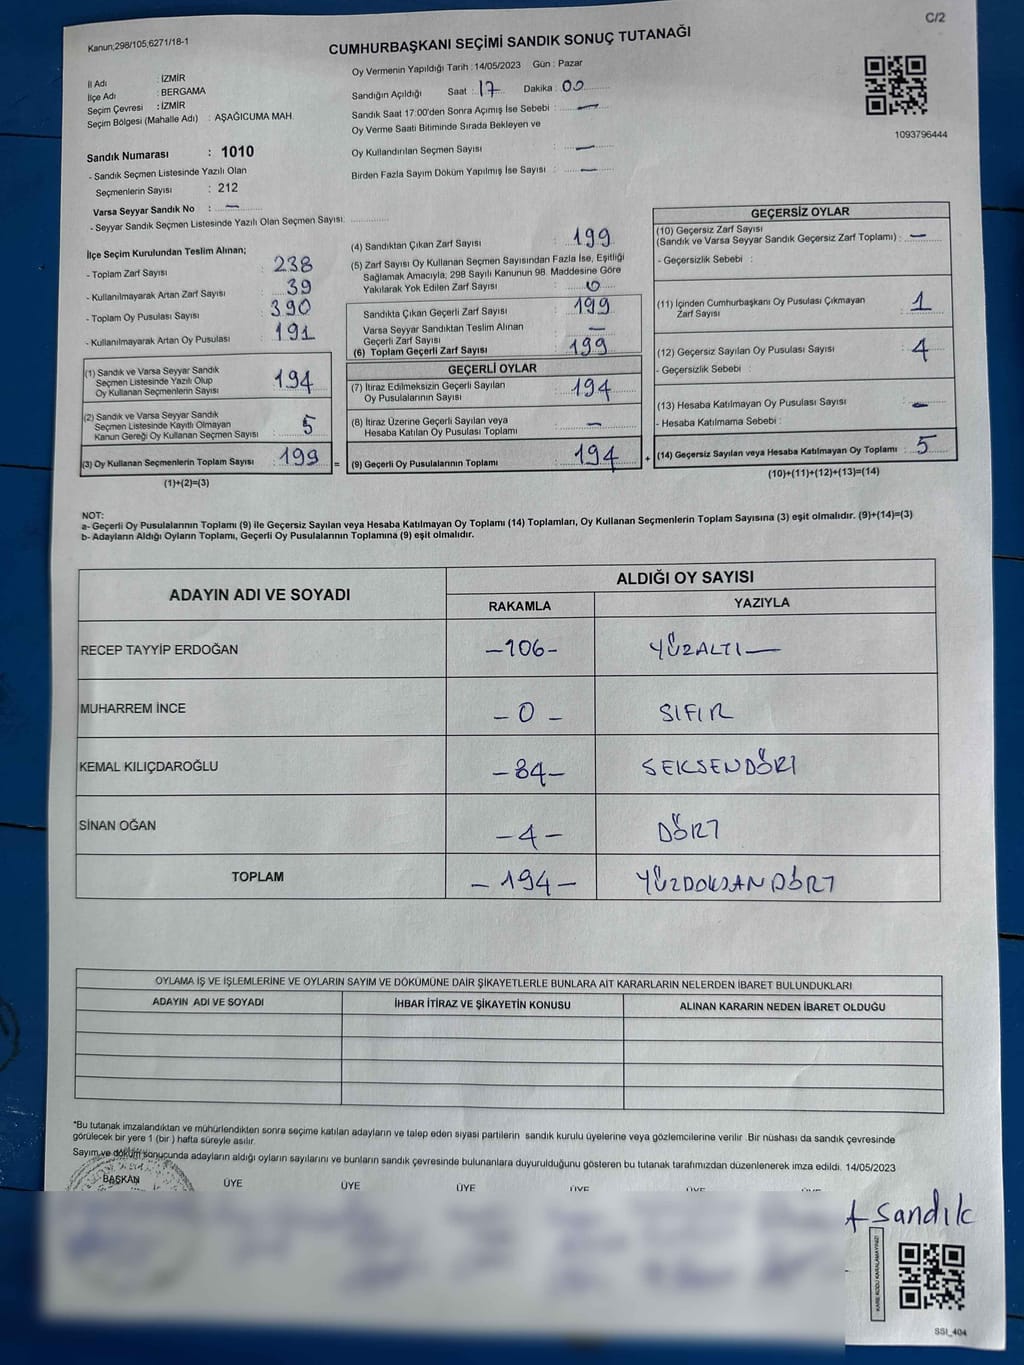 C/2
Kanun;298/105,6271/18-1
CUMHURBAŞKANI SEÇİMİ SANDIK SONUÇ TUTANAĞI
İl Adı : İZMİR
İlçe Adı : BERGAMA
Seçim Çevresi : İZMİR
Seçim Bölgesi (Mahalle Adı) : AŞAĞICUMA MAH.
Sandık Numarası : 1010
- Sandık Seçmen Listesinde Yazılı Olan
Seçmenlerin Sayısı : 212
Varsa Seyyar Sandık No : —
- Seyyar Sandık Seçmen Listesinde Yazılı Olan Seçmen Sayısı:
Oy Vermenin Yapıldığı Tarih : 14/05/2023 Gün : Pazar
Sandığın Açıldığı Saat : 17 Dakika : 00
Sandık Saat 17:00'den Sonra Açımış İse Sebebi : —
Oy Verme Saati Bitiminde Sırada Bekleyen ve
Oy Kullandırılan Seçmen Sayısı : —
Birden Fazla Sayım Döküm Yapılmış İse Sayısı : —
1093796444
İlçe Seçim Kurulundan Teslim Alınan;
- Toplam Zarf Sayısı : 238
- Kullanılmayarak Artan Zarf Sayısı : 39
- Toplam Oy Pusulası Sayısı : 390
- Kullanılmayarak Artan Oy Pusulası : 191
(1) Sandık ve Varsa Seyyar Sandık
Seçmen Listesinde Yazılı Olup
Oy Kullanan Seçmenlerin Sayısı : 194
(2) Sandık ve Varsa Seyyar Sandık
Seçmen Listesinde Kayıtlı Olmayan
Kanun Gereği Oy Kullanan Seçmen Sayısı : 5
(3) Oy Kullanan Seçmenlerin Toplam Sayısı : 199
(1)+(2)=(3)
(4) Sandıktan Çıkan Zarf Sayısı : 199
(5) Zarf Sayısı Oy Kullanan Seçmen Sayısından Fazla İse, Eşitliği
Sağlamak Amacıyla; 298 Sayılı Kanunun 98. Maddesine Göre
Yakılarak Yok Edilen Zarf Sayısı : 0
Sandıkta Çıkan Geçerli Zarf Sayısı : 199
Varsa Seyyar Sandıktan Teslim Alınan
Geçerli Zarf Sayısı : —
(6) Toplam Geçerli Zarf Sayısı : 199
GEÇERLİ OYLAR
(7) İtiraz Edilmeksizin Geçerli Sayılan
Oy Pusulalarının Sayısı : 194
(8) İtiraz Üzerine Geçerli Sayılan veya
Hesaba Katılan Oy Pusulası Toplamı : —
= (9) Geçerli Oy Pusulalarının Toplamı : 194
GEÇERSİZ OYLAR
(10) Geçersiz Zarf Sayısı
(Sandık ve Varsa Seyyar Sandık Geçersiz Zarf Toplamı) : —
- Geçersizlik Sebebi :
(11) İçinden Cumhurbaşkanı Oy Pusulası Çıkmayan
Zarf Sayısı : 1
(12) Geçersiz Sayılan Oy Pusulası Sayısı : 4
- Geçersizlik Sebebi :
(13) Hesaba Katılmayan Oy Pusulası Sayısı : —
- Hesaba Katılmama Sebebi :
+ (14) Geçersiz Sayılan veya Hesaba Katılmayan Oy Toplamı : 5
(10)+(11)+(12)+(13)=(14)
NOT:
a- Geçerli Oy Pusulalarının Toplamı (9) ile Geçersiz Sayılan veya Hesaba Katılmayan Oy Toplamı (14) Toplamları, Oy Kullanan Seçmenlerin Toplam Sayısına (3) eşit olmalıdır. (9)+(14)=(3)
b- Adayların Aldığı Oyların Toplamı, Geçerli Oy Pusulalarının Toplamına (9) eşit olmalıdır.
ADAYIN ADI VE SOYADI ALDIĞI OY SAYISI
RAKAMLA YAZIYLA
RECEP TAYYİP ERDOĞAN –106– YÜZALTI—
MUHARREM İNCE – 0 – SIFIR
KEMAL KILIÇDAROĞLU –84– SEKSENDÖRT
SİNAN OĞAN –4– DÖRT
TOPLAM –194– YÜZDOKSANDÖRT
OYLAMA İŞ VE İŞLEMLERİNE VE OYLARIN SAYIM VE DÖKÜMÜNE DAİR ŞİKAYETLERLE BUNLARA AİT KARARLARIN NELERDEN İBARET BULUNDUKLARI
ADAYIN ADI VE SOYADI İHBAR İTİRAZ VE ŞİKAYETİN KONUSU ALINAN KARARIN NEDEN İBARET OLDUĞU
*Bu tutanak imzalandıktan ve mühürlendikten sonra seçime katılan adayların ve talep eden siyasi partilerin sandık kurulu üyelerine veya gözlemcilerine verilir. Bir nüshası da sandık çevresinde
görülecek bir yere 1 (bir) hafta süreyle asılır.
Sayım ve döküm sonucunda adayların aldığı oyların sayılarını ve bunların sandık çevresinde bulunanlara duyurulduğunu gösteren bu tutanak tarafımızdan düzenlenerek imza edildi. 14/05/2023
BAŞKAN ÜYE ÜYE ÜYE ÜYE ÜYE
sandık
KARE KODU KARALAMAYINIZ!
SSI_404